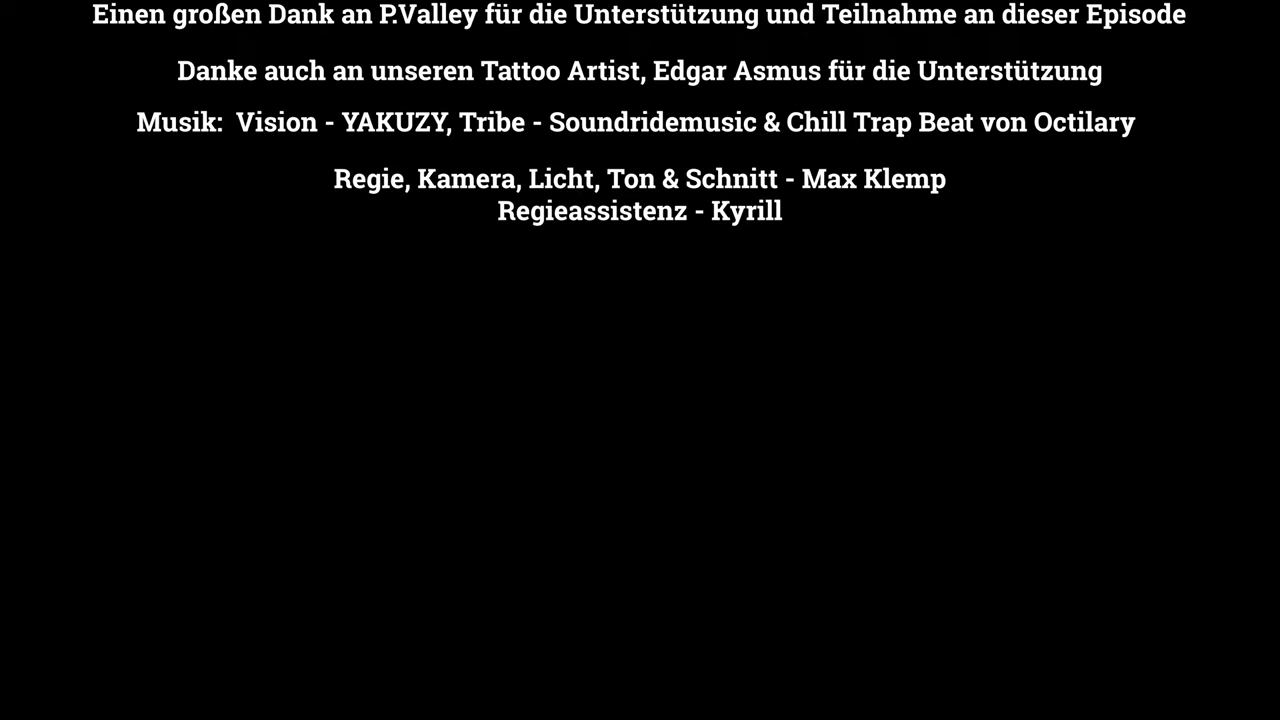 Einen großen Dank an P.Valley für die Unterstützung und Teilnahme an dieser Episode
Danke auch an unseren Tattoo Artist, Edgar Asmus für die Unterstützung
Musik:  Vision - YAKUZY, Tribe - Soundridemusic & Chill Trap Beat von Octilary
Regie, Kamera, Licht, Ton & Schnitt - Max Klemp
Regieassistenz - Kyrill